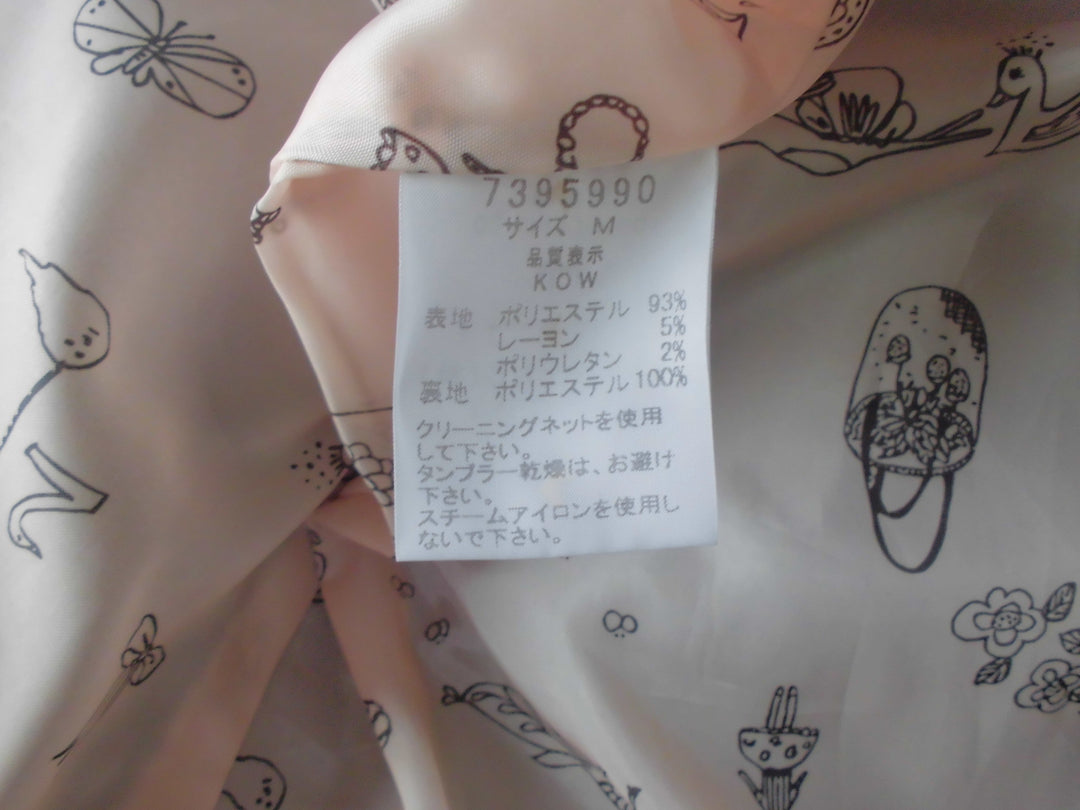 7395990
サイズ M
品質表示
KOW
表地 ポリエステル 93%
レーヨン 5%
ポリウレタン 2%
裏地 ポリエステル 100%
クリーニングネットを使用
して下さい。
タンブラー乾燥は、お避け
下さい。
スチームアイロンを使用し
ないで下さい。